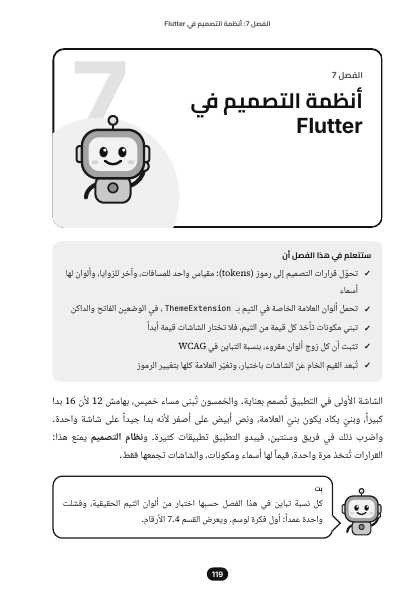 الفصل 7: أنظمة التصميم في Flutter
7
الفصل 7
أنظمة التصميم في
Flutter
ستتعلم في هذا الفصل أن
✔ تحوّل قرارات التصميم إلى رموز (tokens): مقياس واحد للمسافات، وآخر للزوايا، وألوان لها
أسماء
✔ تحمل ألوان العلامة الخاصة في الثيم بـ ThemeExtension ، في الوضعين الفاتح والداكن
✔ تبني مكونات تأخذ كل قيمة من الثيم، فلا تختار الشاشات قيمة أبداً
✔ تثبت أن كل زوج ألوان مقروء، بنسبة التباين في WCAG
✔ تُبعد القيم الخام عن الشاشات باختبار، وتغيّر العلامة كلها بتغيير الرموز
الشاشة الأولى في التطبيق تُصمم بعناية. والخمسون تُبنى مساء خميس، بهامش 12 لأن 16 بدا
كبيراً، وبنيّ يكاد يكون بنيّ العلامة، ونص أبيض على أصفر لأنه بدا جيداً على شاشة واحدة.
واضرب ذلك في فريق وسنتين، فيبدو التطبيق تطبيقات كثيرة. ونظام التصميم يمنع هذا:
القرارات تُتخذ مرة واحدة، قيماً لها أسماء ومكونات، والشاشات تجمعها فقط.
بِت
كل نسبة تباين في هذا الفصل حسبها اختبار من ألوان الثيم الحقيقية، وفشلت
واحدة عمداً: أول فكرة لوسم. ويعرض القسم 7.4 الأرقام.
119